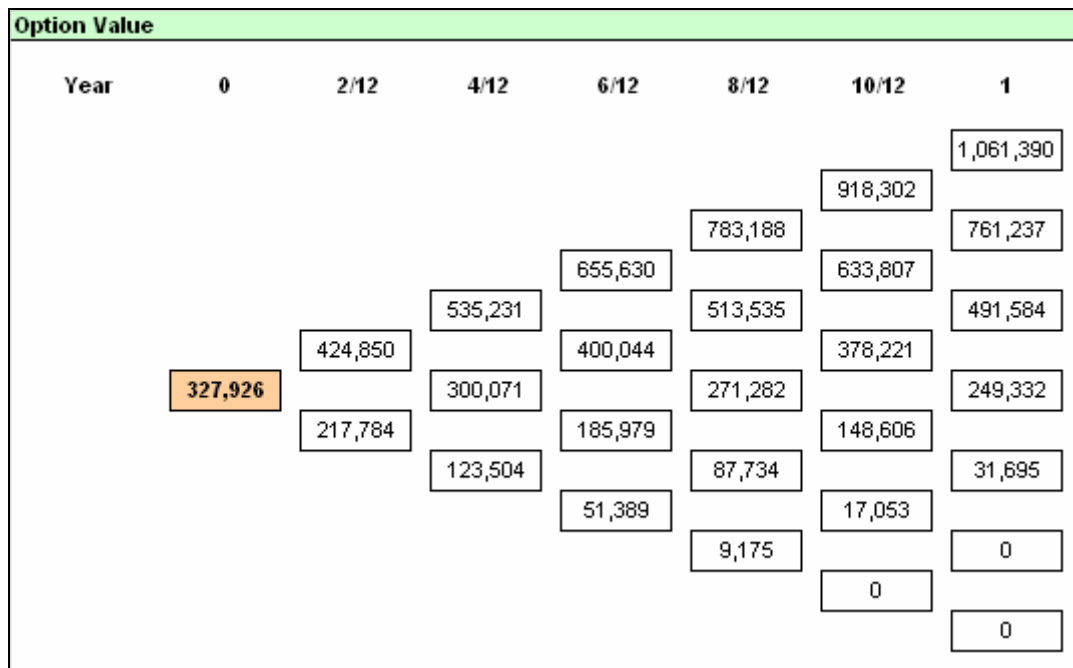 Option Value
Year 0 2/12 4/12 6/12 8/12 10/12 1
1,061,390
918,302
783,188 761,237
655,630 633,807
535,231 513,535 491,584
424,850 400,044 378,221
327,926 300,071 271,282 249,332
217,784 185,979 148,606
123,504 87,734 31,695
51,389 17,053
9,175 0
0
0